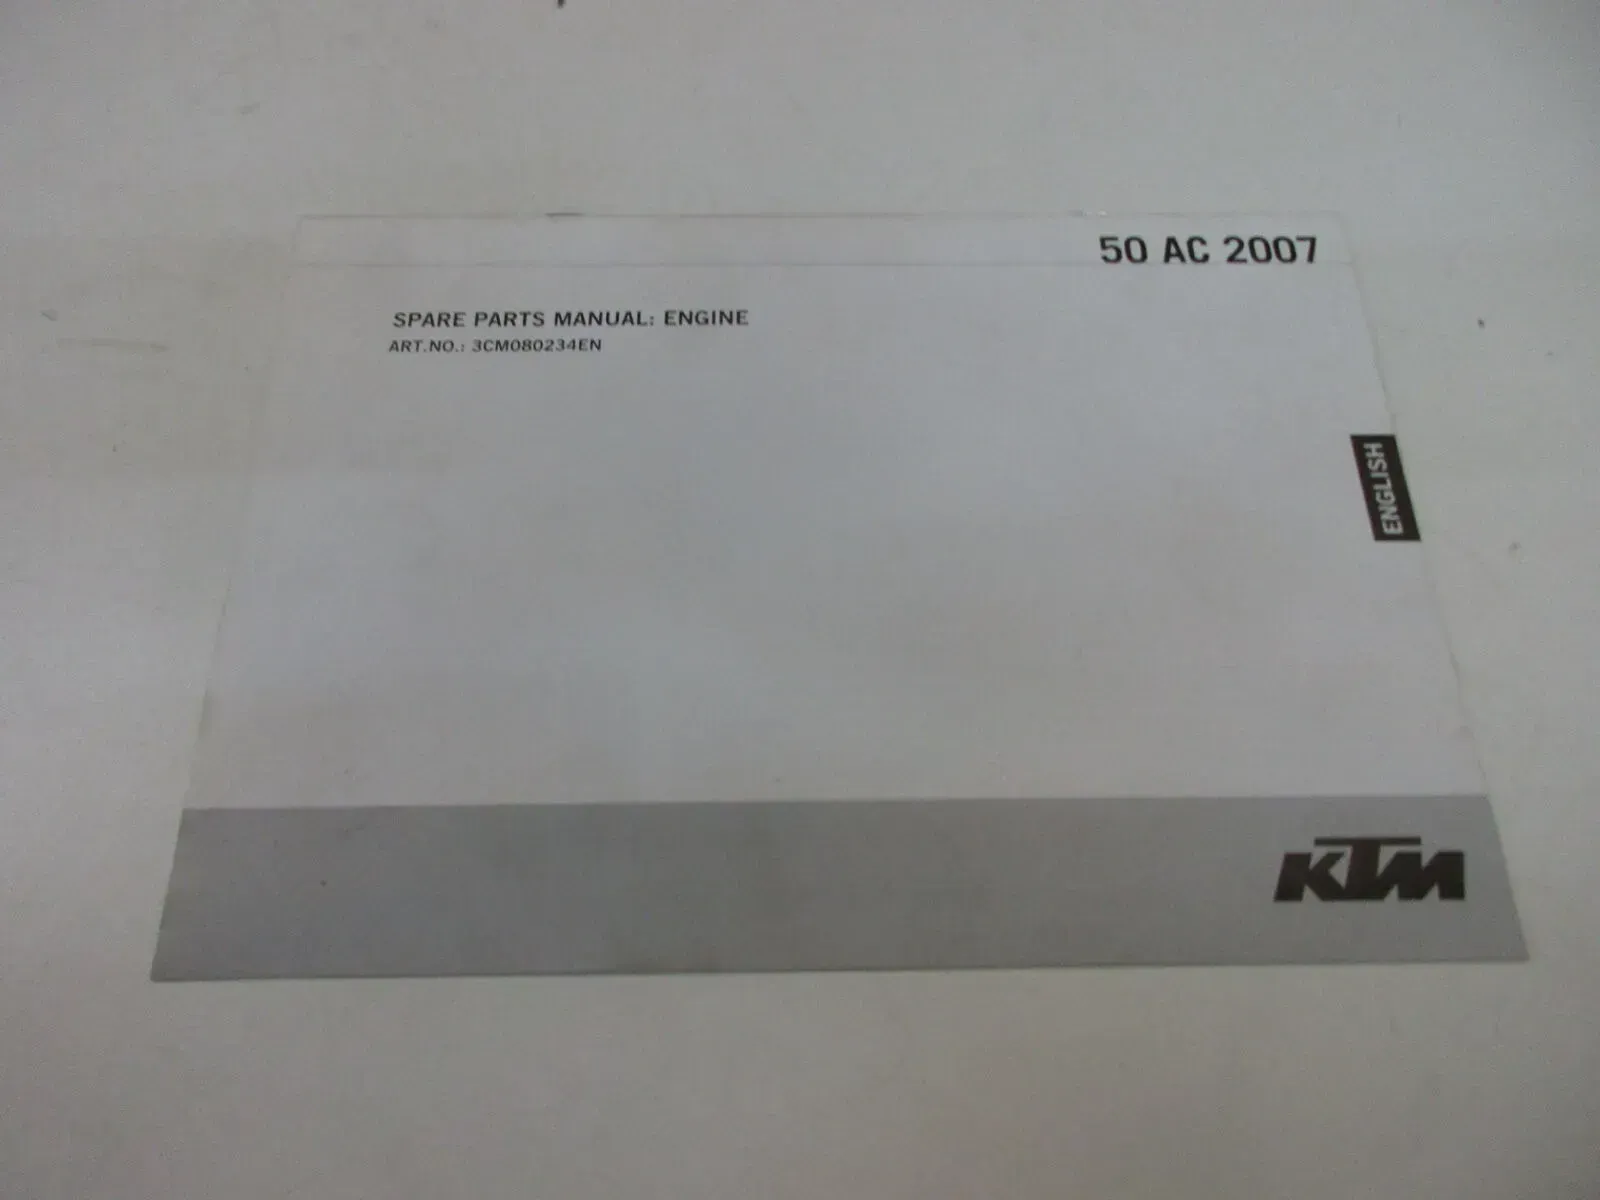 50 AC 2007
SPARE PARTS MANUAL: ENGINE
ART.NO.: 3CM080234EN
ENGLISH
KTM